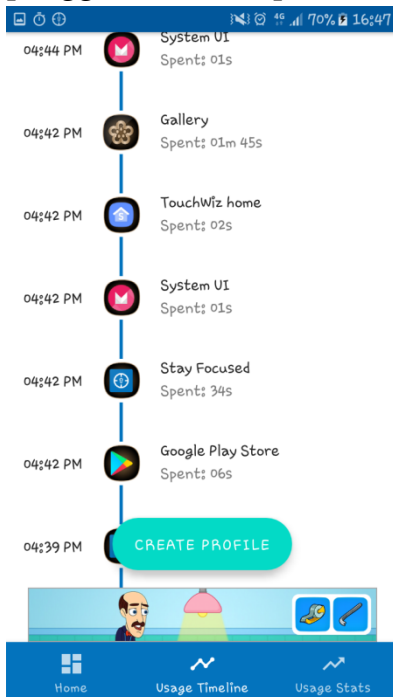 4G 70% 16:47
System UI
04:44 PM
Spent: 01s
Gallery
04:42 PM
Spent: 01m 45s
TouchWiz home
04:42 PM
Spent: 02s
System UI
04:42 PM
Spent: 01s
Stay Focused
04:42 PM
Spent: 34s
Google Play Store
04:42 PM
Spent: 06s
04:39 PM
CREATE PROFILE
Home
Usage Timeline
Usage Stats